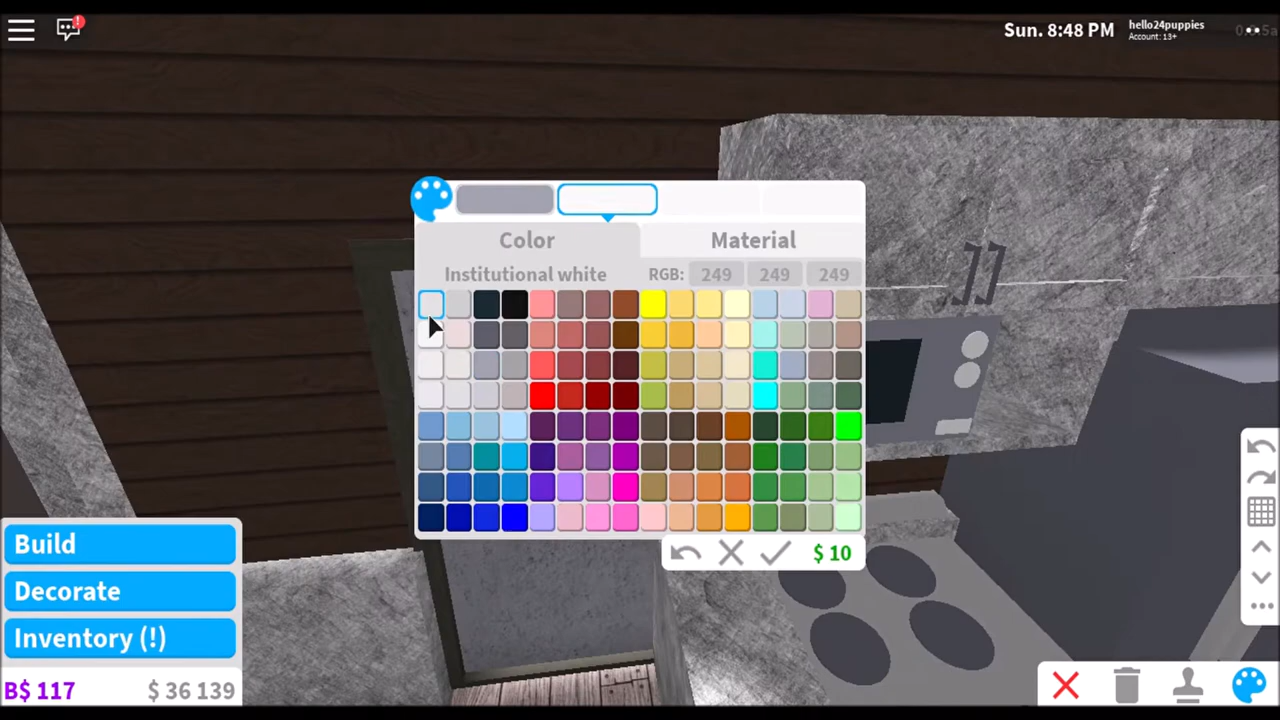 Sun. 8:48 PM
hello24puppies
Account: 13+
Color
Material
Institutional white
RGB: 249 249 249
$ 10
Build
Decorate
Inventory (!)
B$ 117
$ 36 139